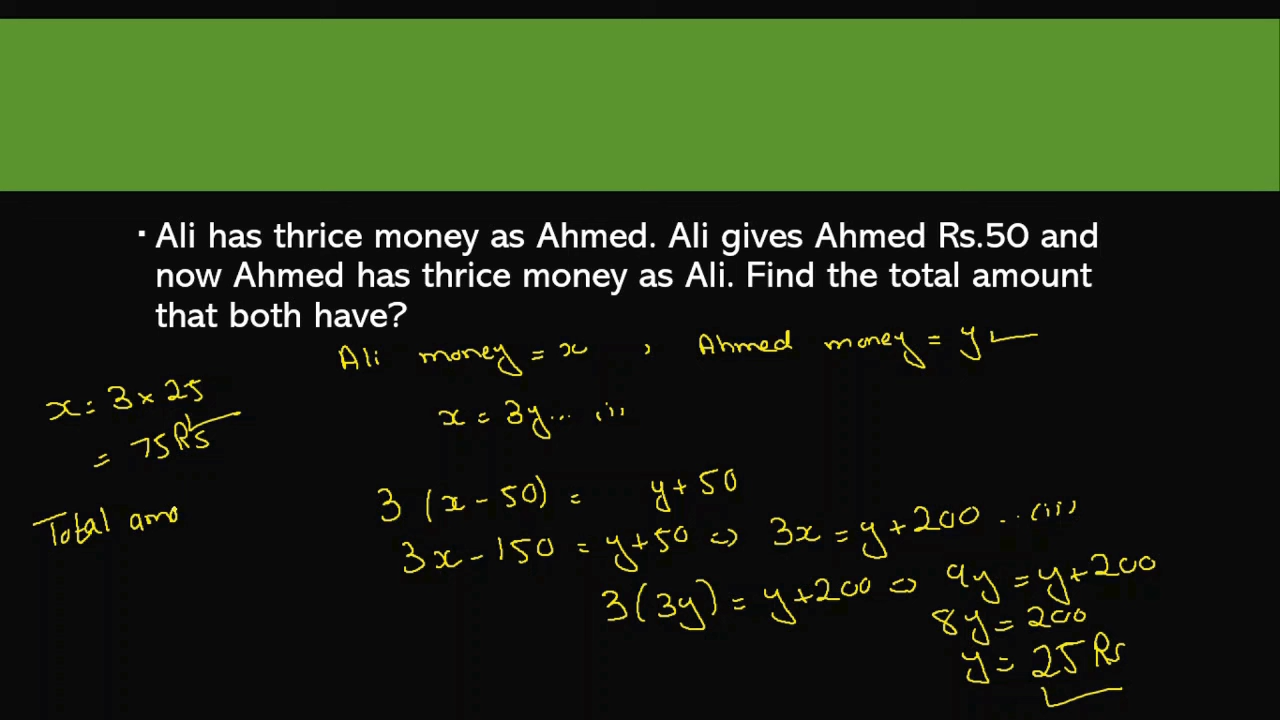 · Ali has thrice money as Ahmed. Ali gives Ahmed Rs.50 and
now Ahmed has thrice money as Ali. Find the total amount
that both have?
Ali money = x , Ahmed money = y
x = 3y... (i)
3 (x - 50) = y + 50
3x - 150 = y + 50 => 3x = y + 200 ...(ii)
3(3y) = y + 200 => 9y = y + 200
8y = 200
y = 25 Rs
x = 3 × 25
= 75 Rs
Total amo